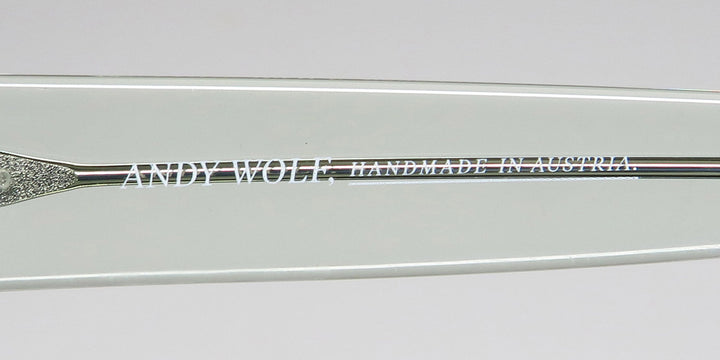 ANDY WOLF, HANDMADE IN AUSTRIA.